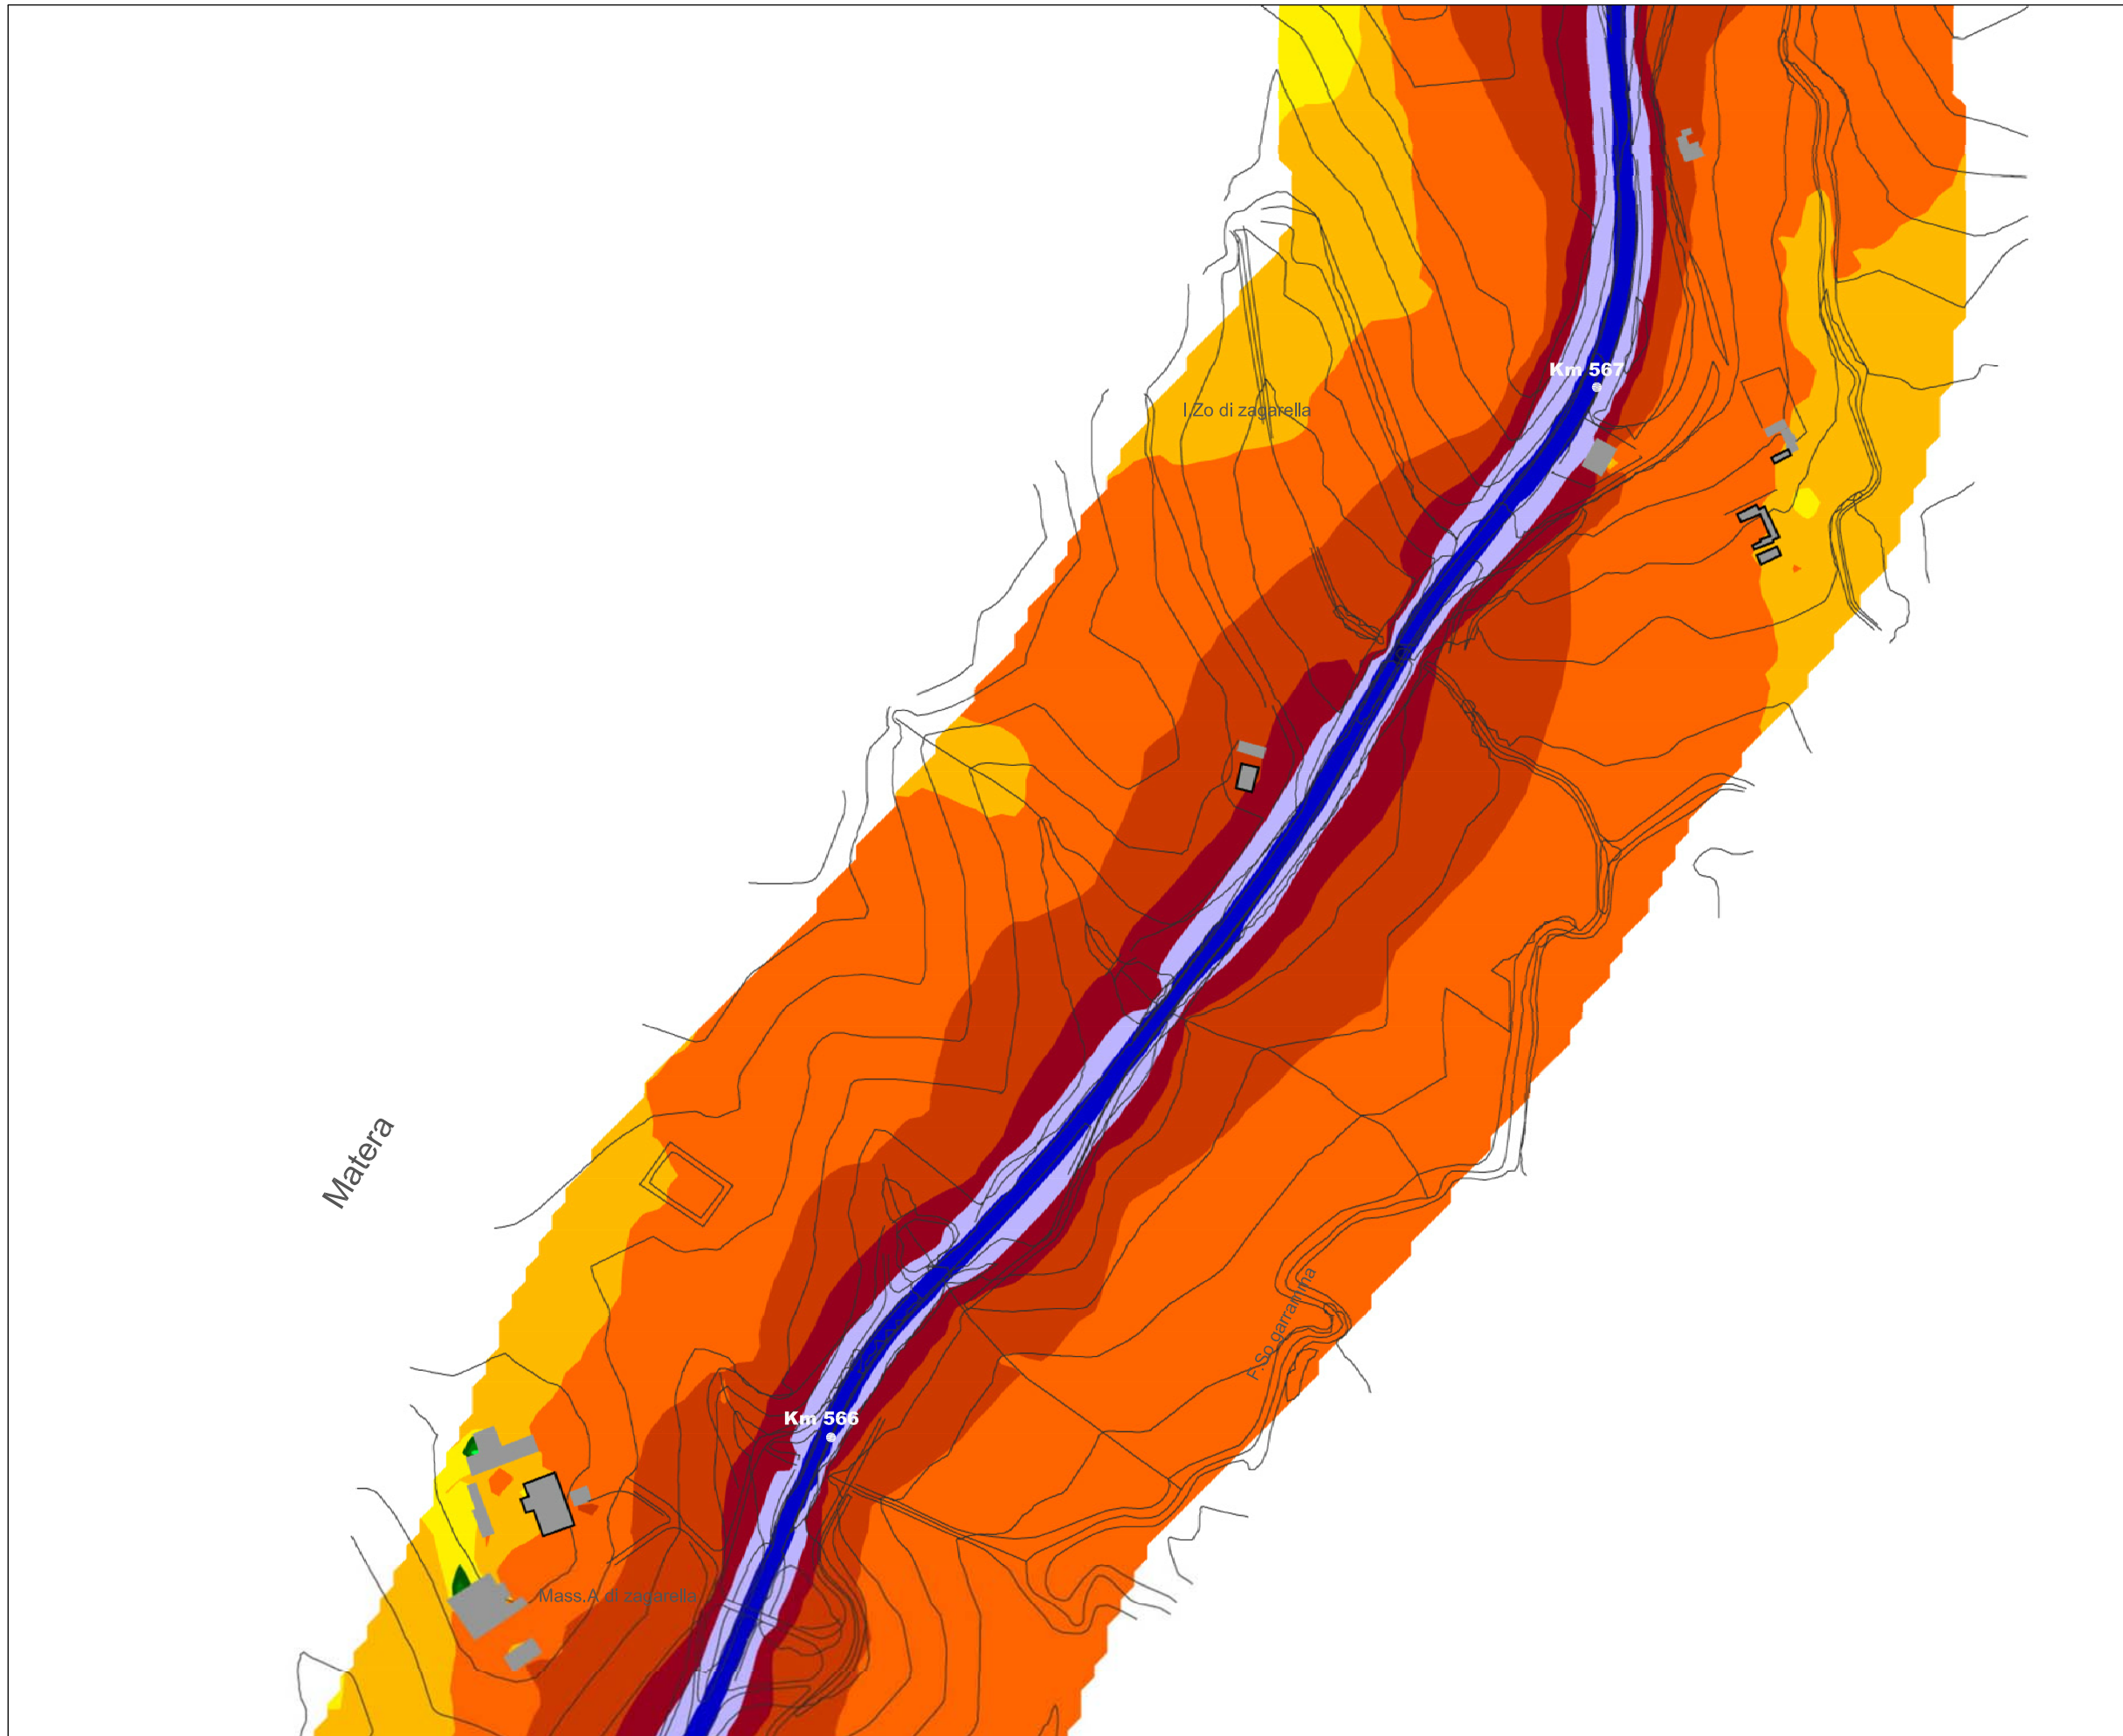 Km 567
I.Zo di zagarella
Matera
F.So garramma
Km 566
Mass.A di zagarella